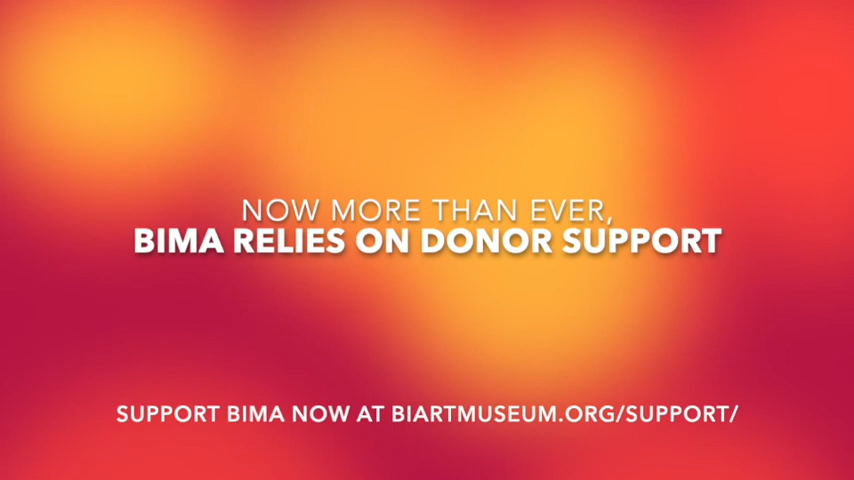 NOW MORE THAN EVER,
BIMA RELIES ON DONOR SUPPORT
SUPPORT BIMA NOW AT BIARTMUSEUM.ORG/SUPPORT/